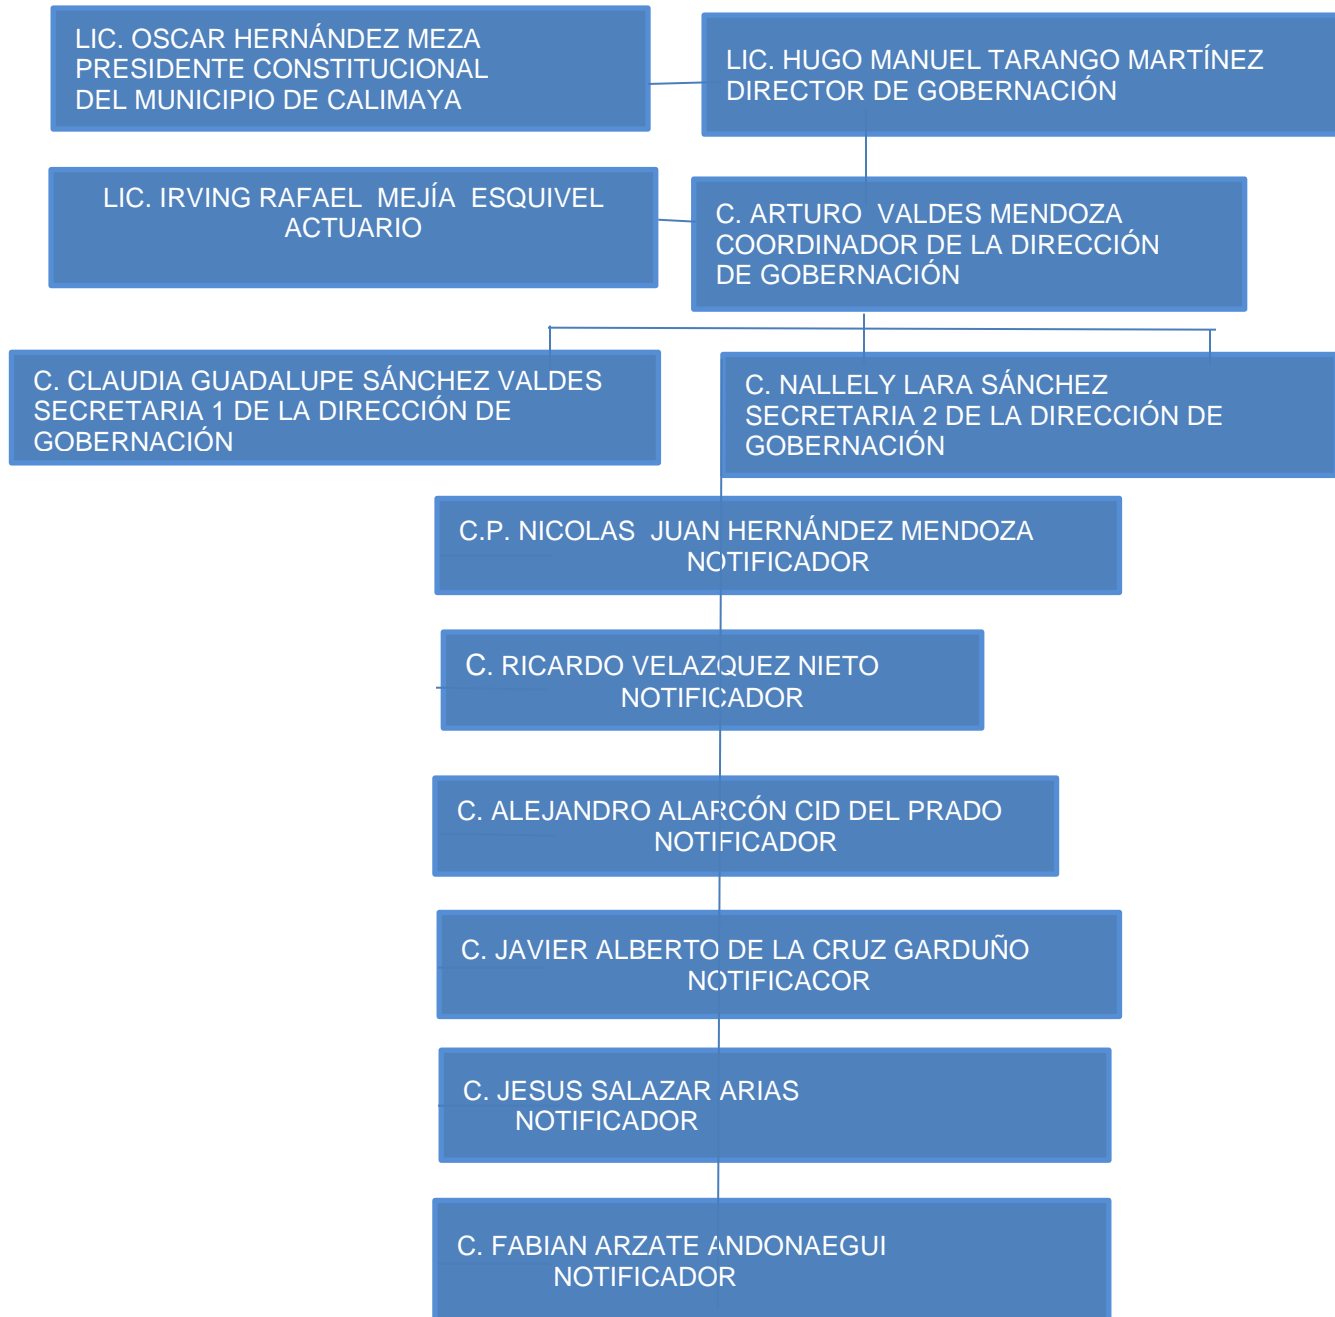 LIC. OSCAR HERNÁNDEZ MEZA
PRESIDENTE CONSTITUCIONAL
DEL MUNICIPIO DE CALIMAYA
LIC. HUGO MANUEL TARANGO MARTÍNEZ
DIRECTOR DE GOBERNACIÓN
LIC. IRVING RAFAEL MEJÍA ESQUIVEL
ACTUARIO
C. ARTURO VALDES MENDOZA
COORDINADOR DE LA DIRECCIÓN
DE GOBERNACIÓN
C. CLAUDIA GUADALUPE SÁNCHEZ VALDES
SECRETARIA 1 DE LA DIRECCIÓN DE
GOBERNACIÓN
C. NALLELY LARA SÁNCHEZ
SECRETARIA 2 DE LA DIRECCIÓN DE
GOBERNACIÓN
C.P. NICOLAS JUAN HERNÁNDEZ MENDOZA
NOTIFICADOR
C. RICARDO VELAZQUEZ NIETO
NOTIFICADOR
C. ALEJANDRO ALARCÓN CID DEL PRADO
NOTIFICADOR
C. JAVIER ALBERTO DE LA CRUZ GARDUÑO
NOTIFICACOR
C. JESUS SALAZAR ARIAS
NOTIFICADOR
C. FABIAN ARZATE ANDONAEGUI
NOTIFICADOR